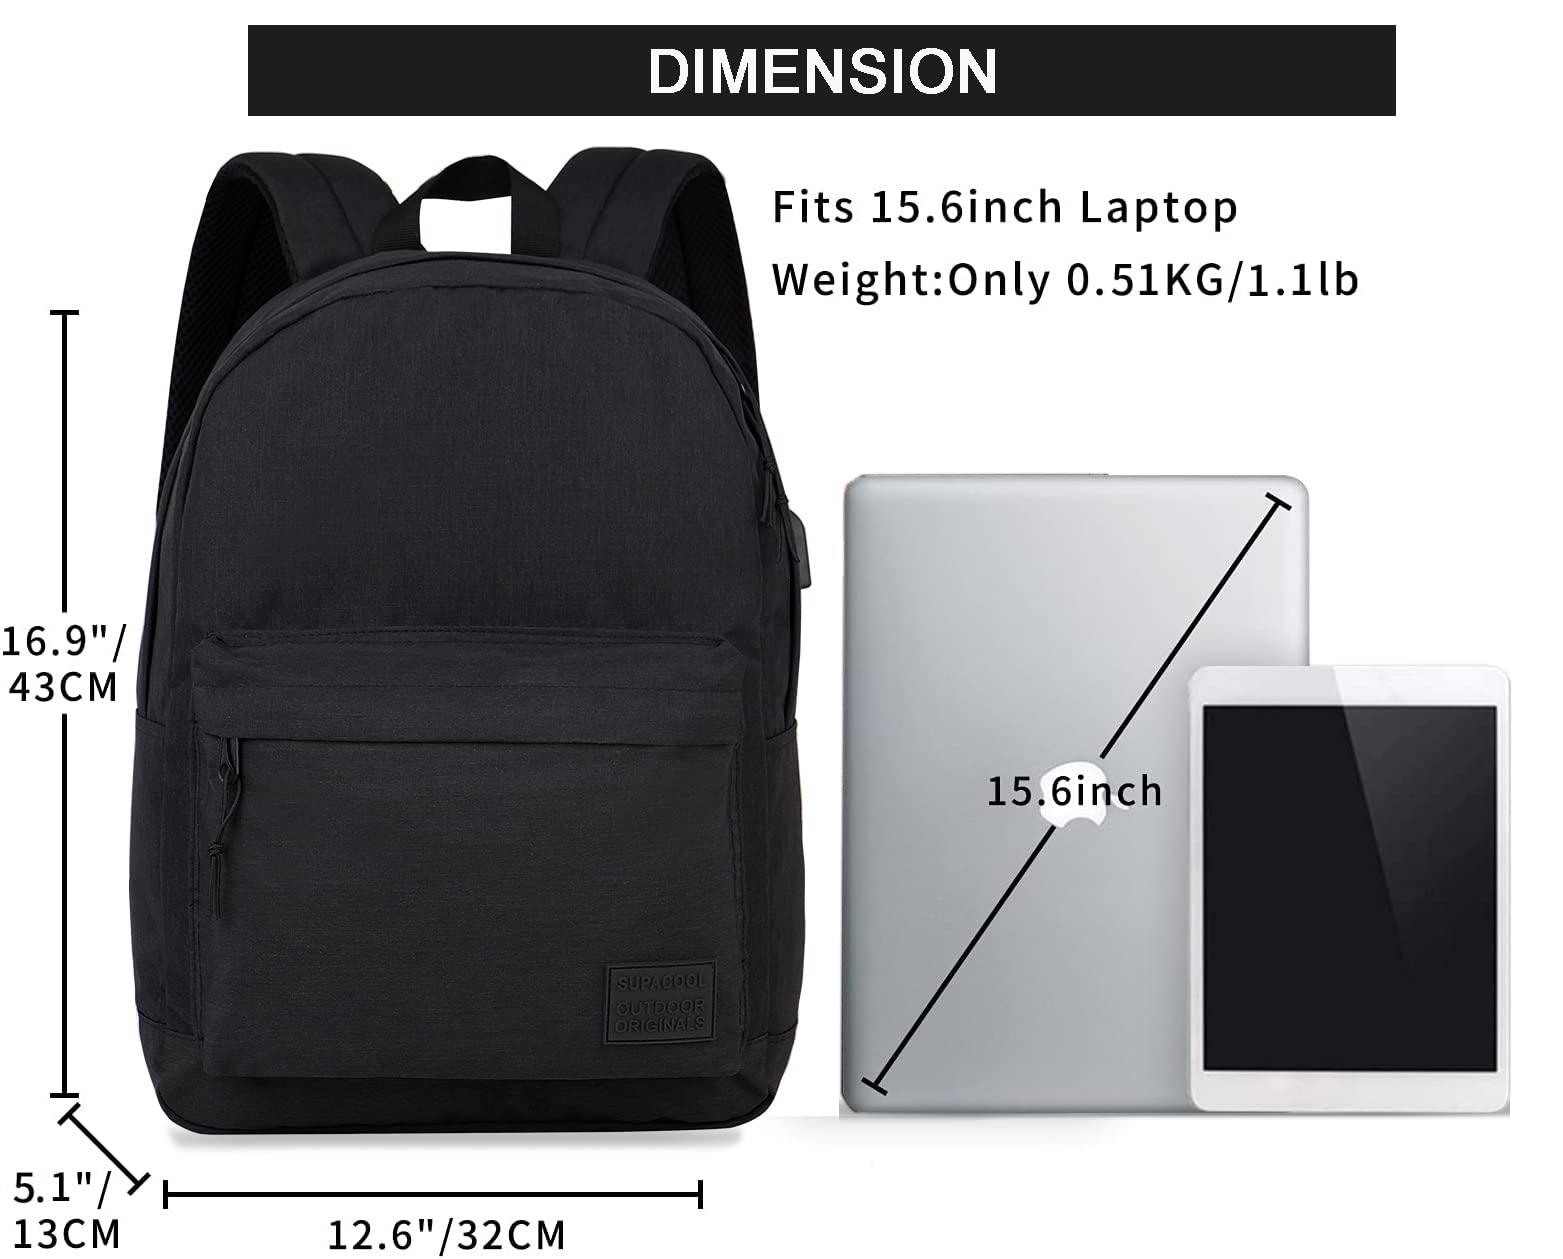 DIMENSION
Fits 15.6inch Laptop
Weight:Only 0.51KG/1.1lb
16.9"/
43CM
15.6inch
SUPACOOL
OUTDOOR
ORIGINALS
5.1"/
13CM
12.6"/32CM